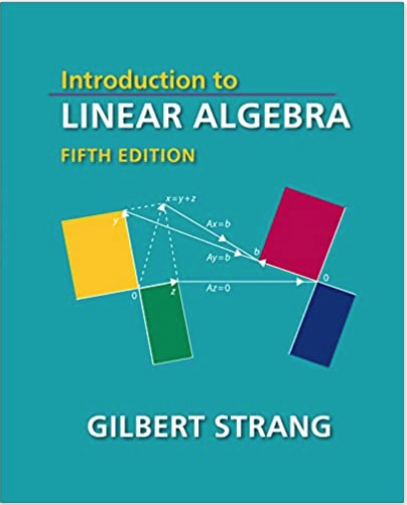 Introduction to
LINEAR ALGEBRA
FIFTH EDITION
x=y+z
y
Ax=b
Ay=b
b
0
z
Az=0
0
GILBERT STRANG